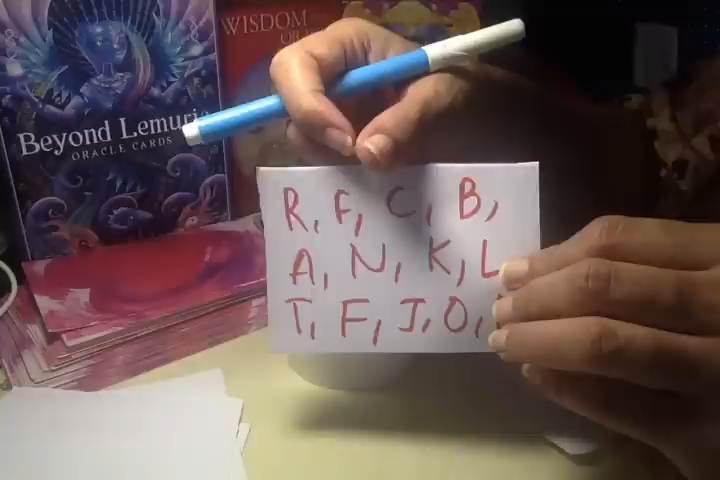 Beyond Lemuria
ORACLE CARDS
WISDOM
R, F, C, B,
A, N, K, L
T, F, J, O,